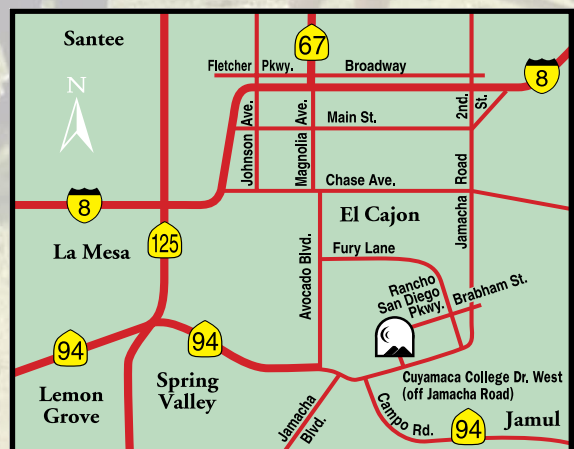 Santee
67
N
Fletcher Pkwy. Broadway
8
Johnson Ave.
Magnolia Ave.
2nd. St.
Main St.
Chase Ave.
Jamacha Road
8
El Cajon
125
La Mesa
Avocado Blvd.
Fury Lane
Rancho
San Diego
Pkwy.
Brabham St.
94
94
Lemon
Grove
Spring
Valley
Cuyamaca College Dr. West
(off Jamacha Road)
Jamacha
Blvd.
Campo Rd.
94
Jamul